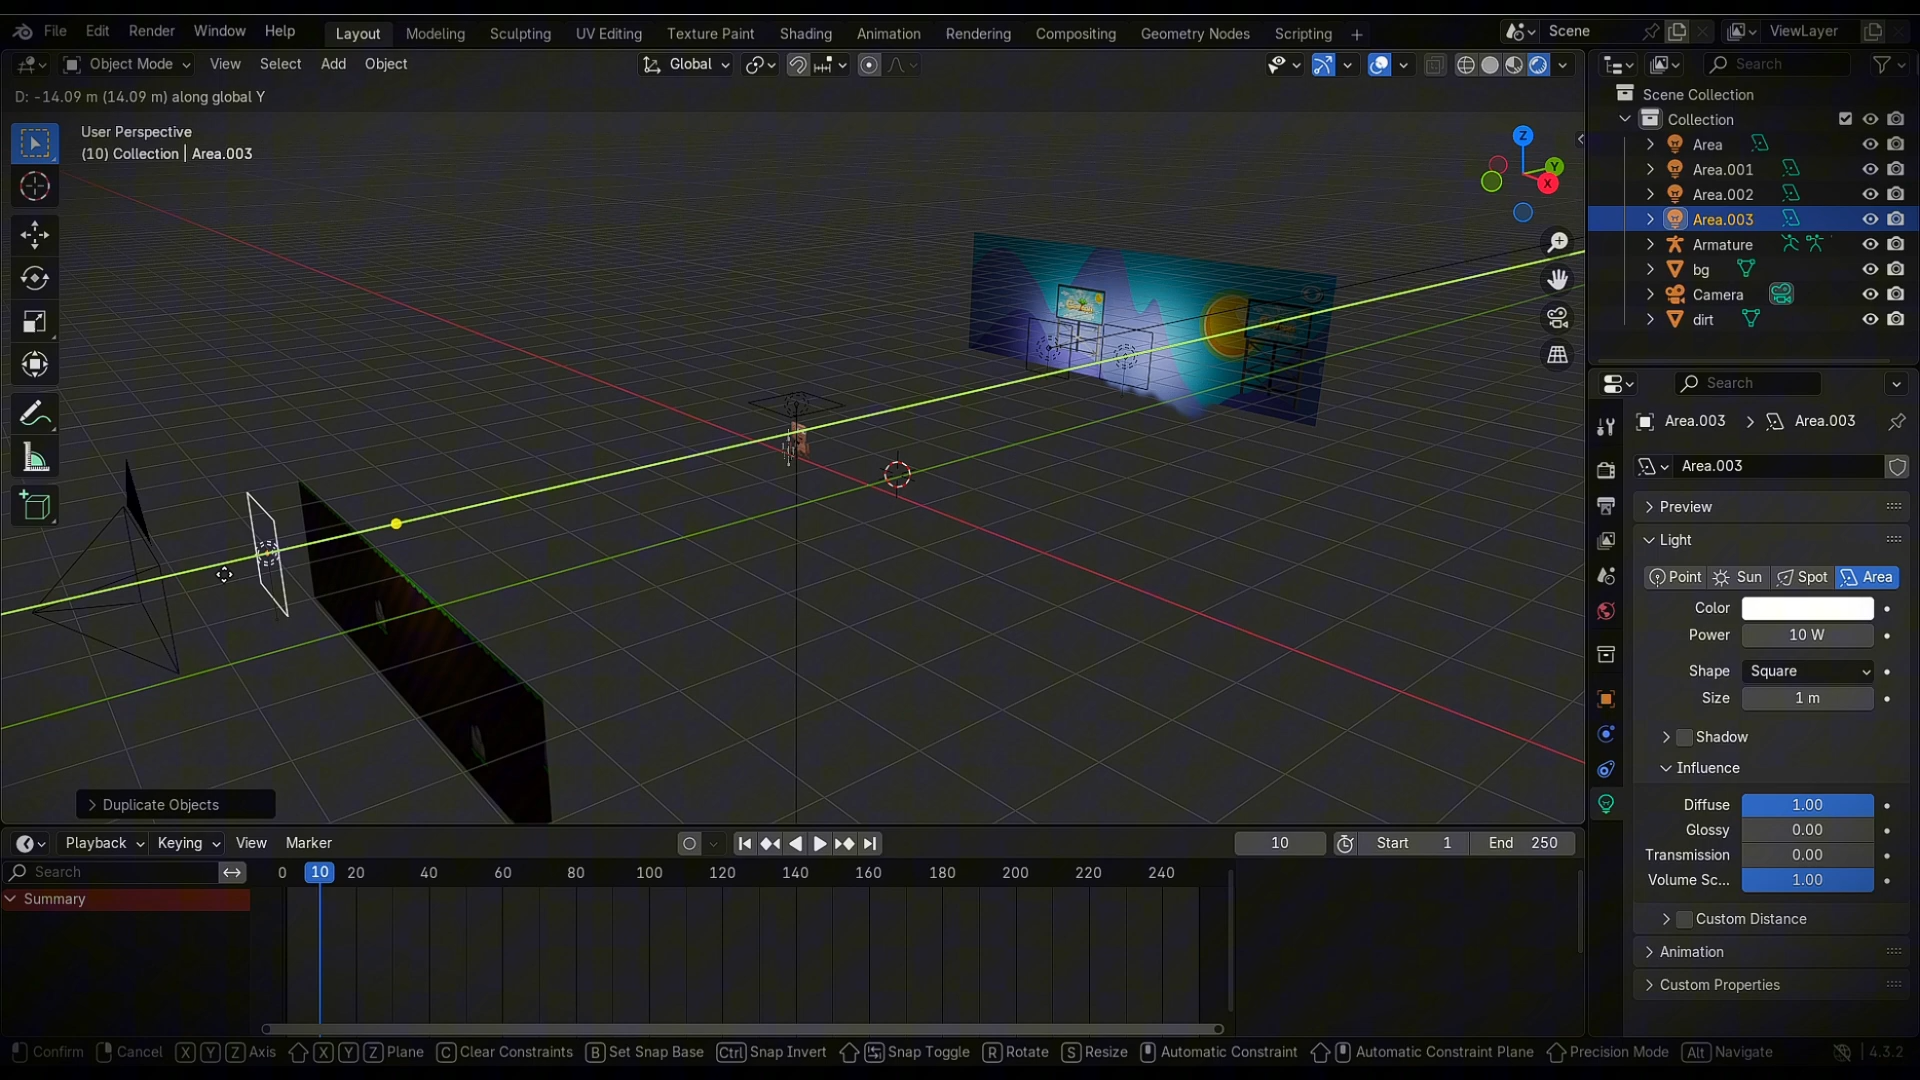 File Edit Render Window Help Layout Modeling Sculpting UV Editing Texture Paint Shading Animation Rendering Compositing Geometry Nodes Scripting Scene ViewLayer
Object Mode View Select Add Object Global Search
D: -14.09 m (14.09 m) along global Y
User Perspective
(10) Collection | Area.003
Z
Y
X
Scene Collection
Collection
Area
Area.001
Area.002
Area.003
Armature
bg
Camera
dirt
Search
Area.003 > Area.003
Area.003
Preview
Light
Point Sun Spot Area
Color
Power 10 W
Shape Square
Size 1 m
Shadow
Influence
Diffuse 1.00
Glossy 0.00
Transmission 0.00
Volume Sc... 1.00
Custom Distance
Animation
Custom Properties
Duplicate Objects
Playback Keying View Marker 10 Start 1 End 250
Search 0 10 20 40 60 80 100 120 140 160 180 200 220 240
Summary
Confirm Cancel X Y Z Axis X Y Z Plane C Clear Constraints B Set Snap Base Ctrl Snap Invert Snap Toggle R Rotate S Resize Automatic Constraint Automatic Constraint Plane Precision Mode Alt Navigate 4.3.2